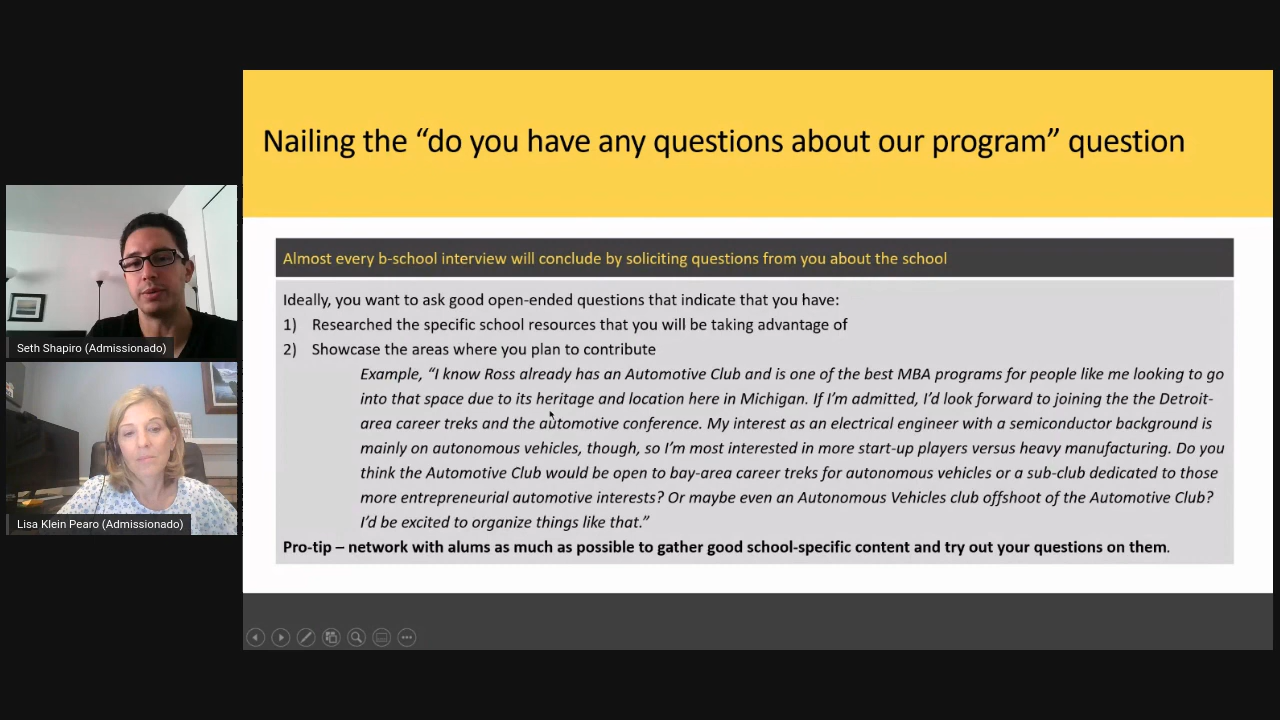 Nailing the “do you have any questions about our program” question
Almost every b-school interview will conclude by soliciting questions from you about the school
Ideally, you want to ask good open-ended questions that indicate that you have:
1) Researched the specific school resources that you will be taking advantage of
2) Showcase the areas where you plan to contribute
Example, “I know Ross already has an Automotive Club and is one of the best MBA programs for people like me looking to go
into that space due to its heritage and location here in Michigan. If I’m admitted, I’d look forward to joining the the Detroit-
area career treks and the automotive conference. My interest as an electrical engineer with a semiconductor background is
mainly on autonomous vehicles, though, so I’m most interested in more start-up players versus heavy manufacturing. Do you
think the Automotive Club would be open to bay-area career treks for autonomous vehicles or a sub-club dedicated to those
more entrepreneurial automotive interests? Or maybe even an Autonomous Vehicles club offshoot of the Automotive Club?
I’d be excited to organize things like that.”
Pro-tip – network with alums as much as possible to gather good school-specific content and try out your questions on them.
Seth Shapiro (Admissionado)
Lisa Klein Pearo (Admissionado)